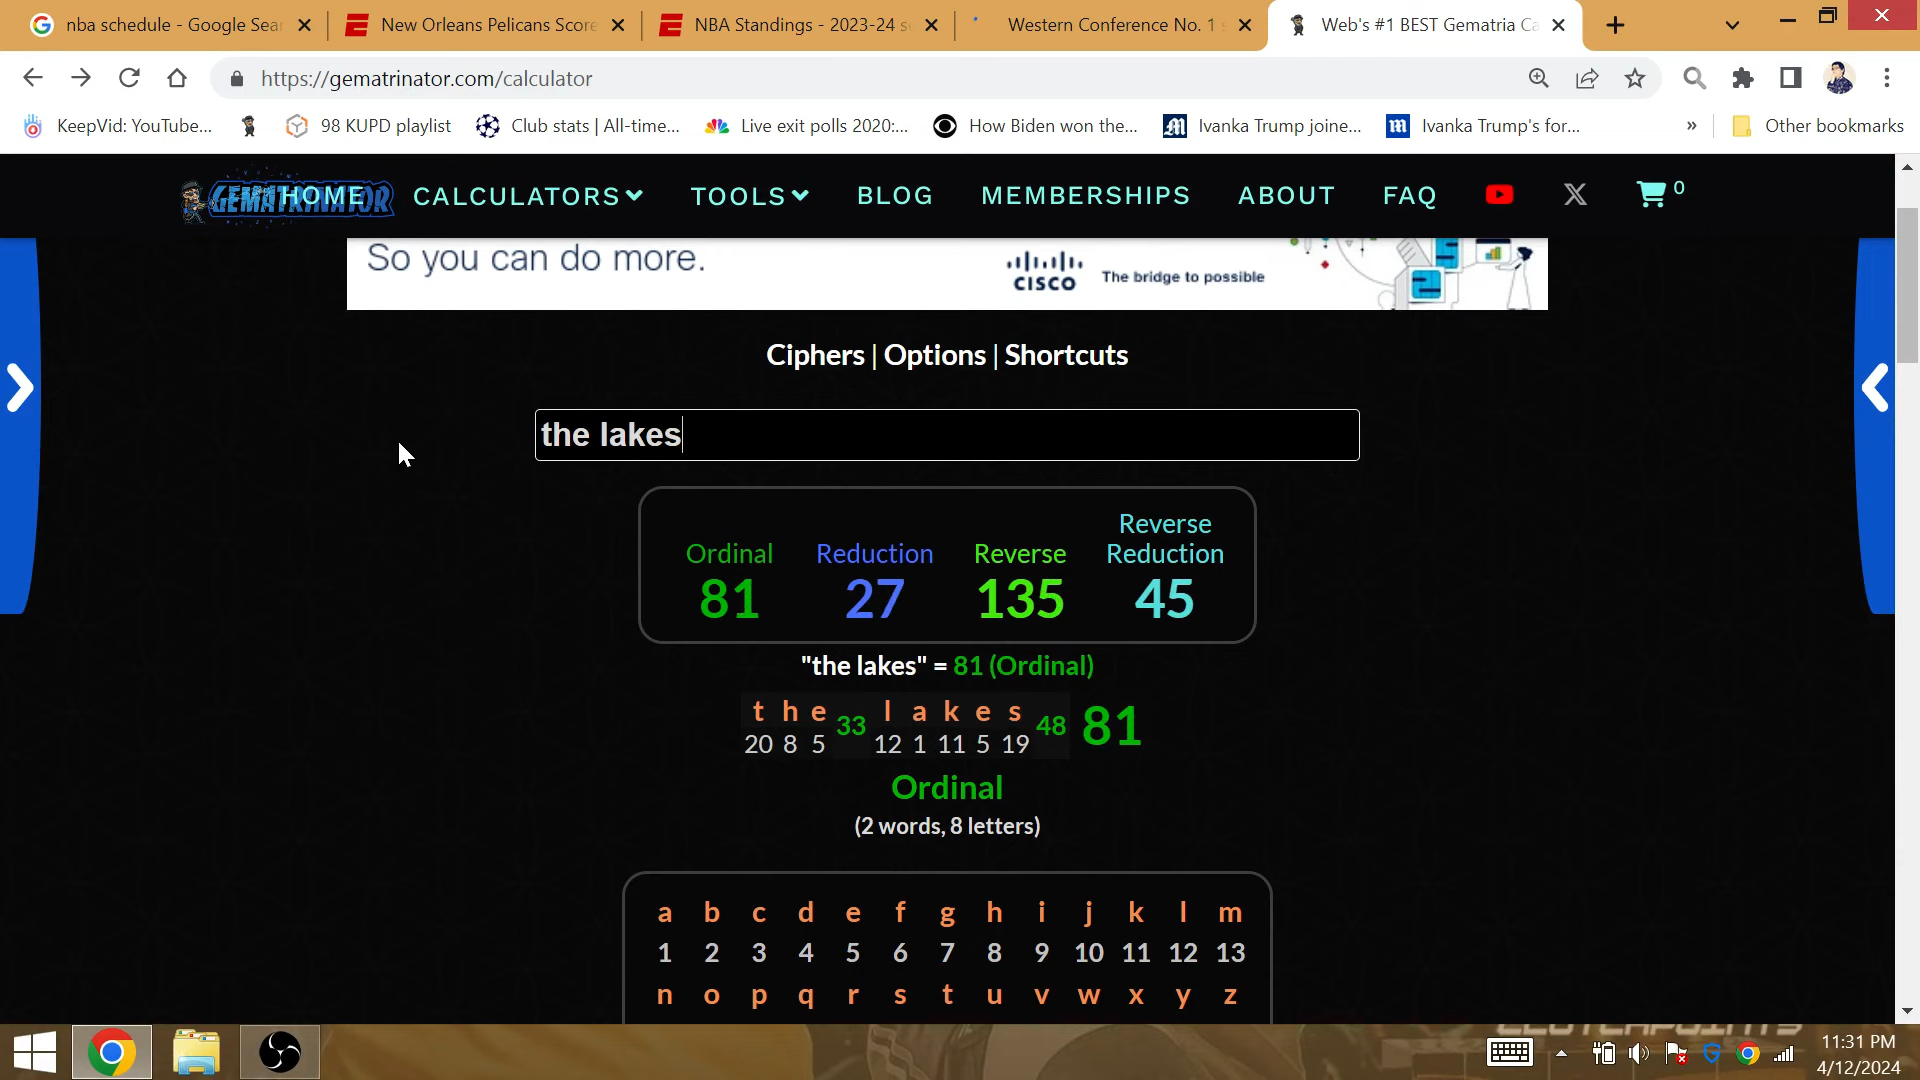 nba schedule - Google Sear
New Orleans Pelicans Score
NBA Standings - 2023-24 se
Western Conference No. 1 s
Web's #1 BEST Gematria Ca
https://gematrinator.com/calculator
KeepVid: YouTube...
98 KUPD playlist
Club stats | All-time...
Live exit polls 2020:...
How Biden won the...
Ivanka Trump joine...
Ivanka Trump's for...
»
Other bookmarks
GEMATRINATOR
HOME
CALCULATORS
TOOLS
BLOG
MEMBERSHIPS
ABOUT
FAQ
0
So you can do more.
CISCO
The bridge to possible
Ciphers | Options | Shortcuts
the lakes
Ordinal
81
Reduction
27
Reverse
135
Reverse
Reduction
45
"the lakes" = 81 (Ordinal)
t h e 33 l a k e s 48 81
20 8 5 12 1 11 5 19
Ordinal
(2 words, 8 letters)
a b c d e f g h i j k l m
1 2 3 4 5 6 7 8 9 10 11 12 13
n o p q r s t u v w x y z
CLUTCHPOINTS
11:31 PM
4/12/2024